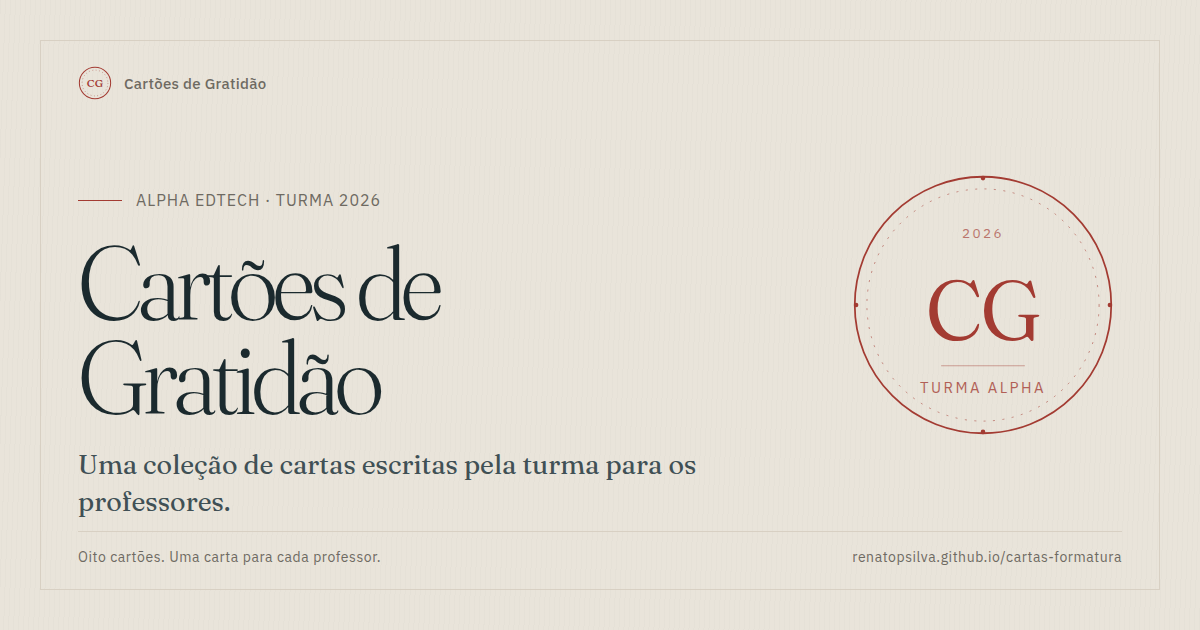 CG
Cartões de Gratidão
ALPHA EDTECH · TURMA 2026
Cartões de
Gratidão
Uma coleção de cartas escritas pela turma para os
professores.
2026
CG
TURMA ALPHA
Oito cartões. Uma carta para cada professor.
renatopsilva.github.io/cartas-formatura